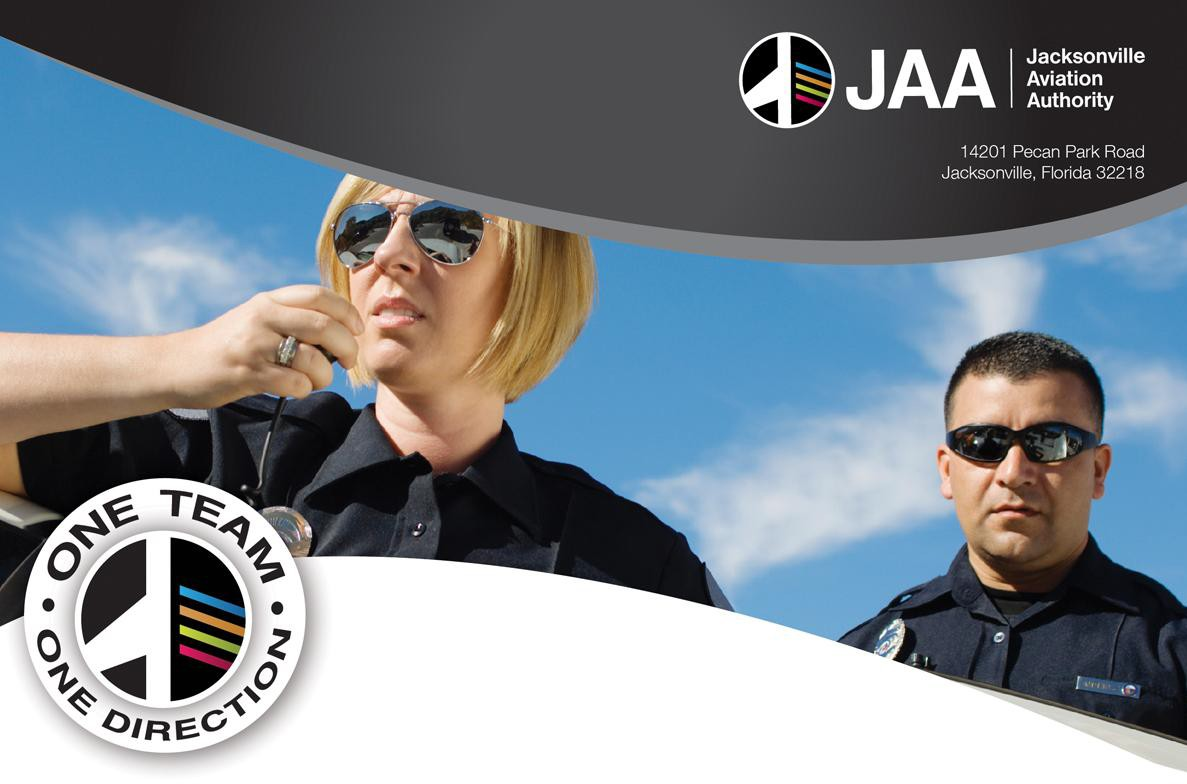 JAA
Jacksonville
Aviation
Authority
14201 Pecan Park Road
Jacksonville, Florida 32218
• ONE TEAM •
ONE DIRECTION